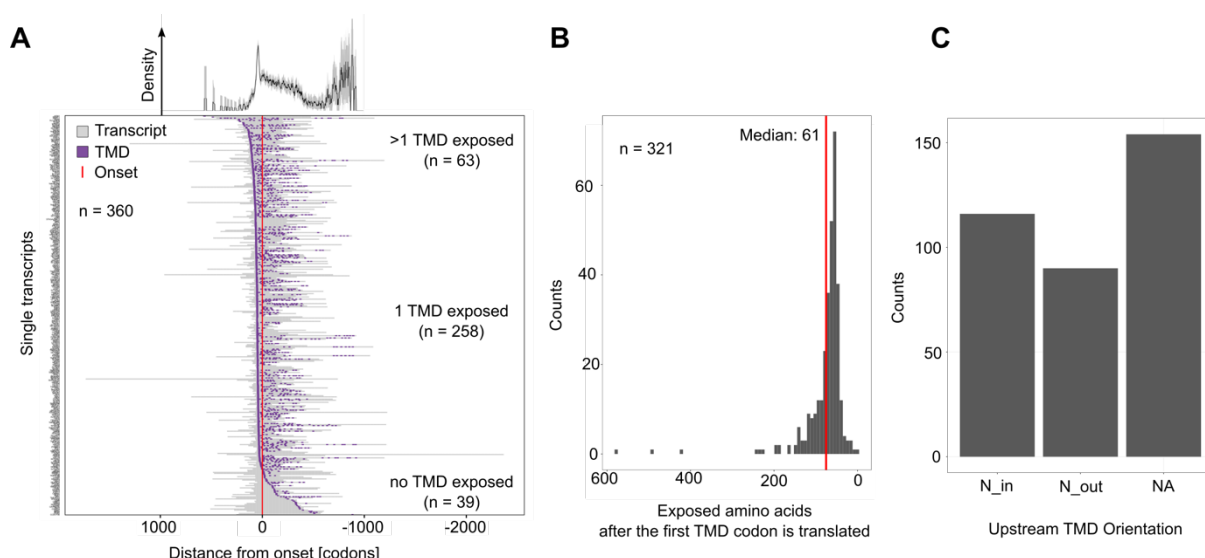 A
Density
Transcript
TMD
Onset
n = 360
>1 TMD exposed
(n = 63)
1 TMD exposed
(n = 258)
no TMD exposed
(n = 39)
Single transcripts
1000
0
-1000
-2000
Distance from onset [codons]
B
n = 321
Median: 61
Counts
60
40
20
0
600
400
200
0
Exposed amino acids
after the first TMD codon is translated
C
Counts
150
100
50
0
N_in
N_out
NA
Upstream TMD Orientation